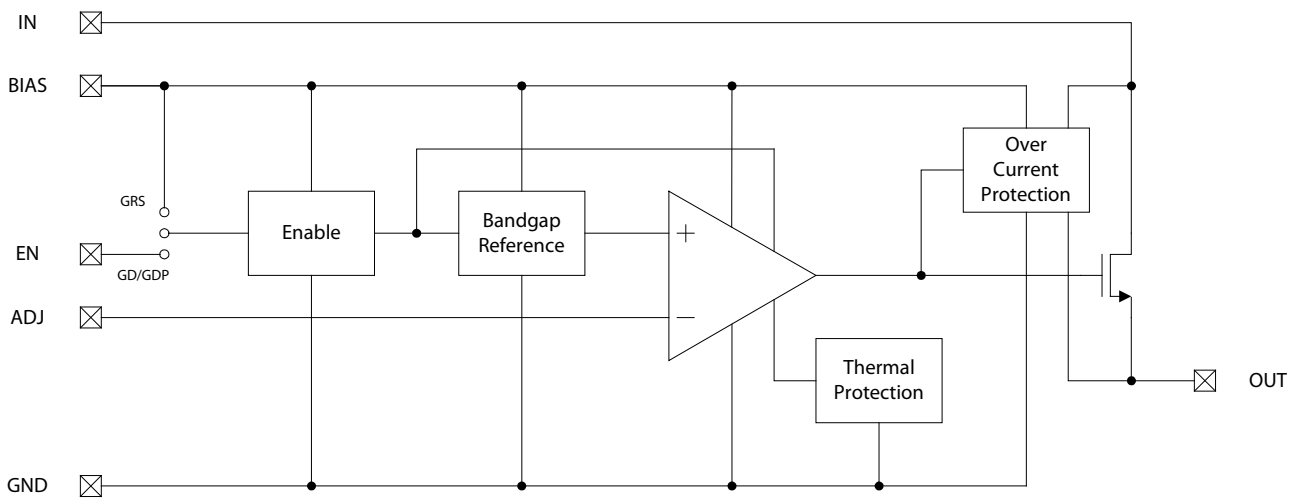 IN
BIAS
Over
Current
Protection
GRS
Enable
Bandgap
Reference
+
EN
GD/GDP
ADJ
−
Thermal
Protection
OUT
GND